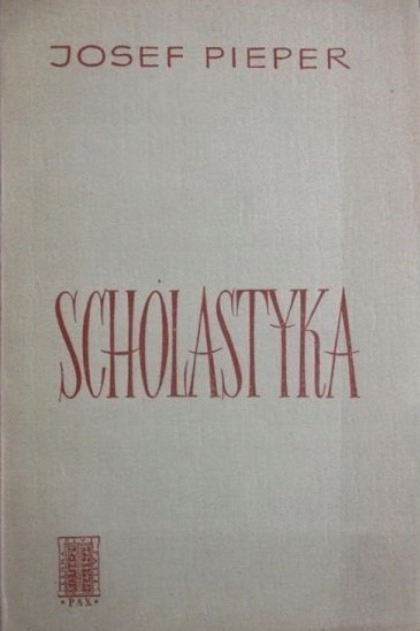 JOSEF PIEPER
SCHOLASTYKA
• PAX •